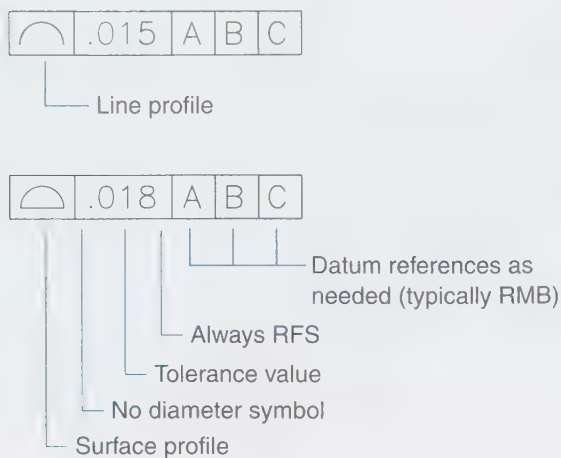 .015 A B C
Line profile
.018 A B C
Datum references as
needed (typically RMB)
Always RFS
Tolerance value
No diameter symbol
Surface profile